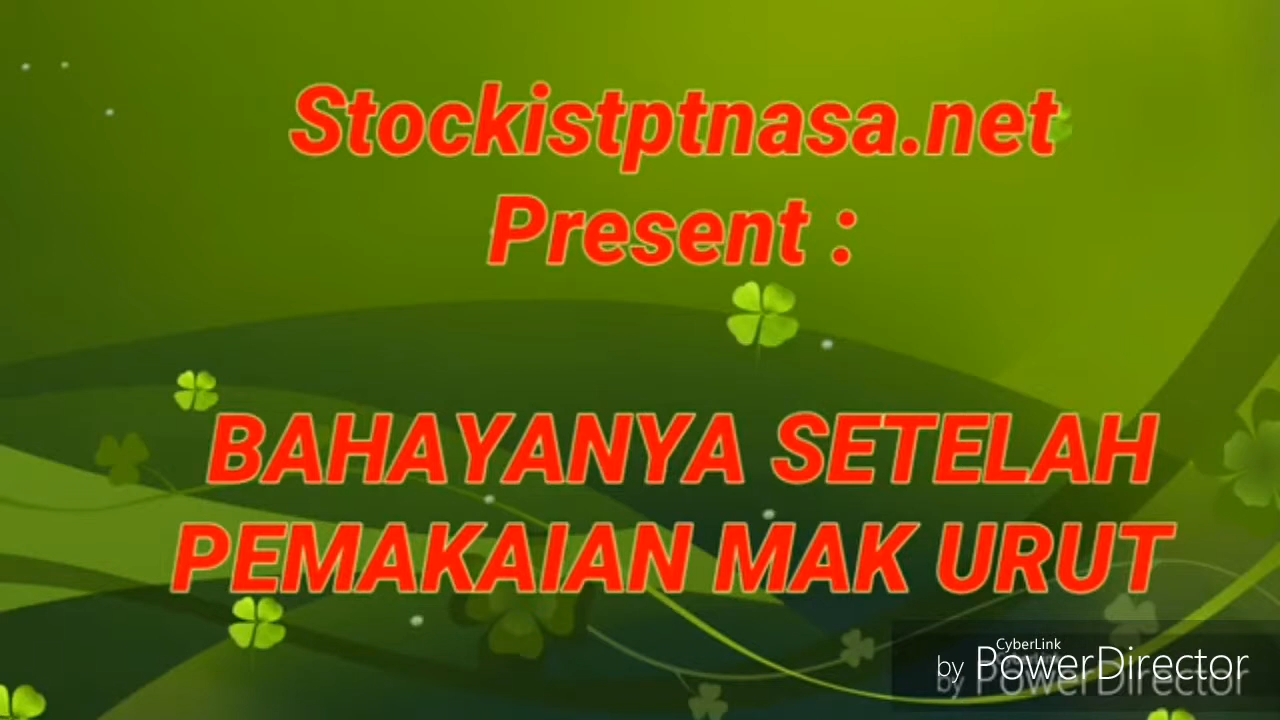 Stockistptnasa.net
Present :
BAHAYANYA SETELAH
PEMAKAIAN MAK URUT
CyberLink
by PowerDirector